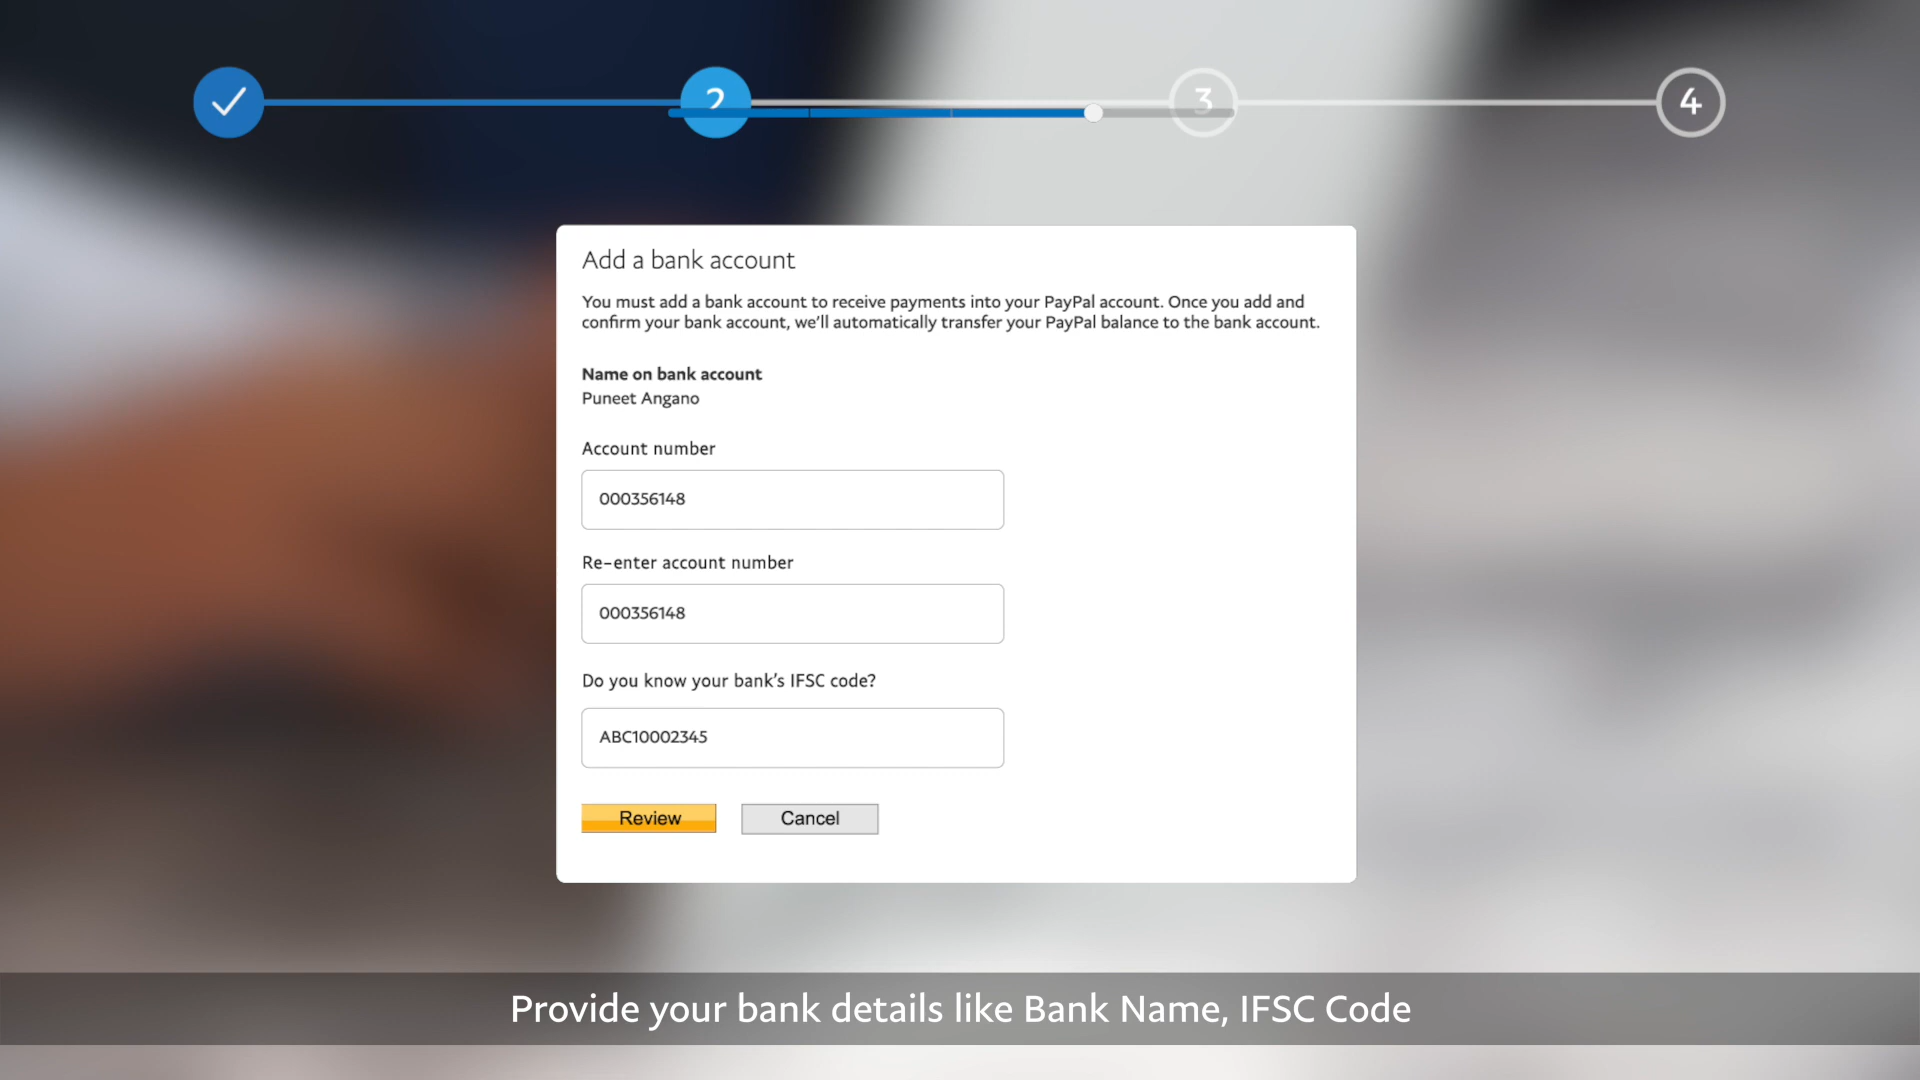 2
3
4
Add a bank account
You must add a bank account to receive payments into your PayPal account. Once you add and
confirm your bank account, we'll automatically transfer your PayPal balance to the bank account.
Name on bank account
Puneet Angano
Account number
000356148
Re-enter account number
000356148
Do you know your bank's IFSC code?
ABC10002345
Review Cancel
Provide your bank details like Bank Name, IFSC Code